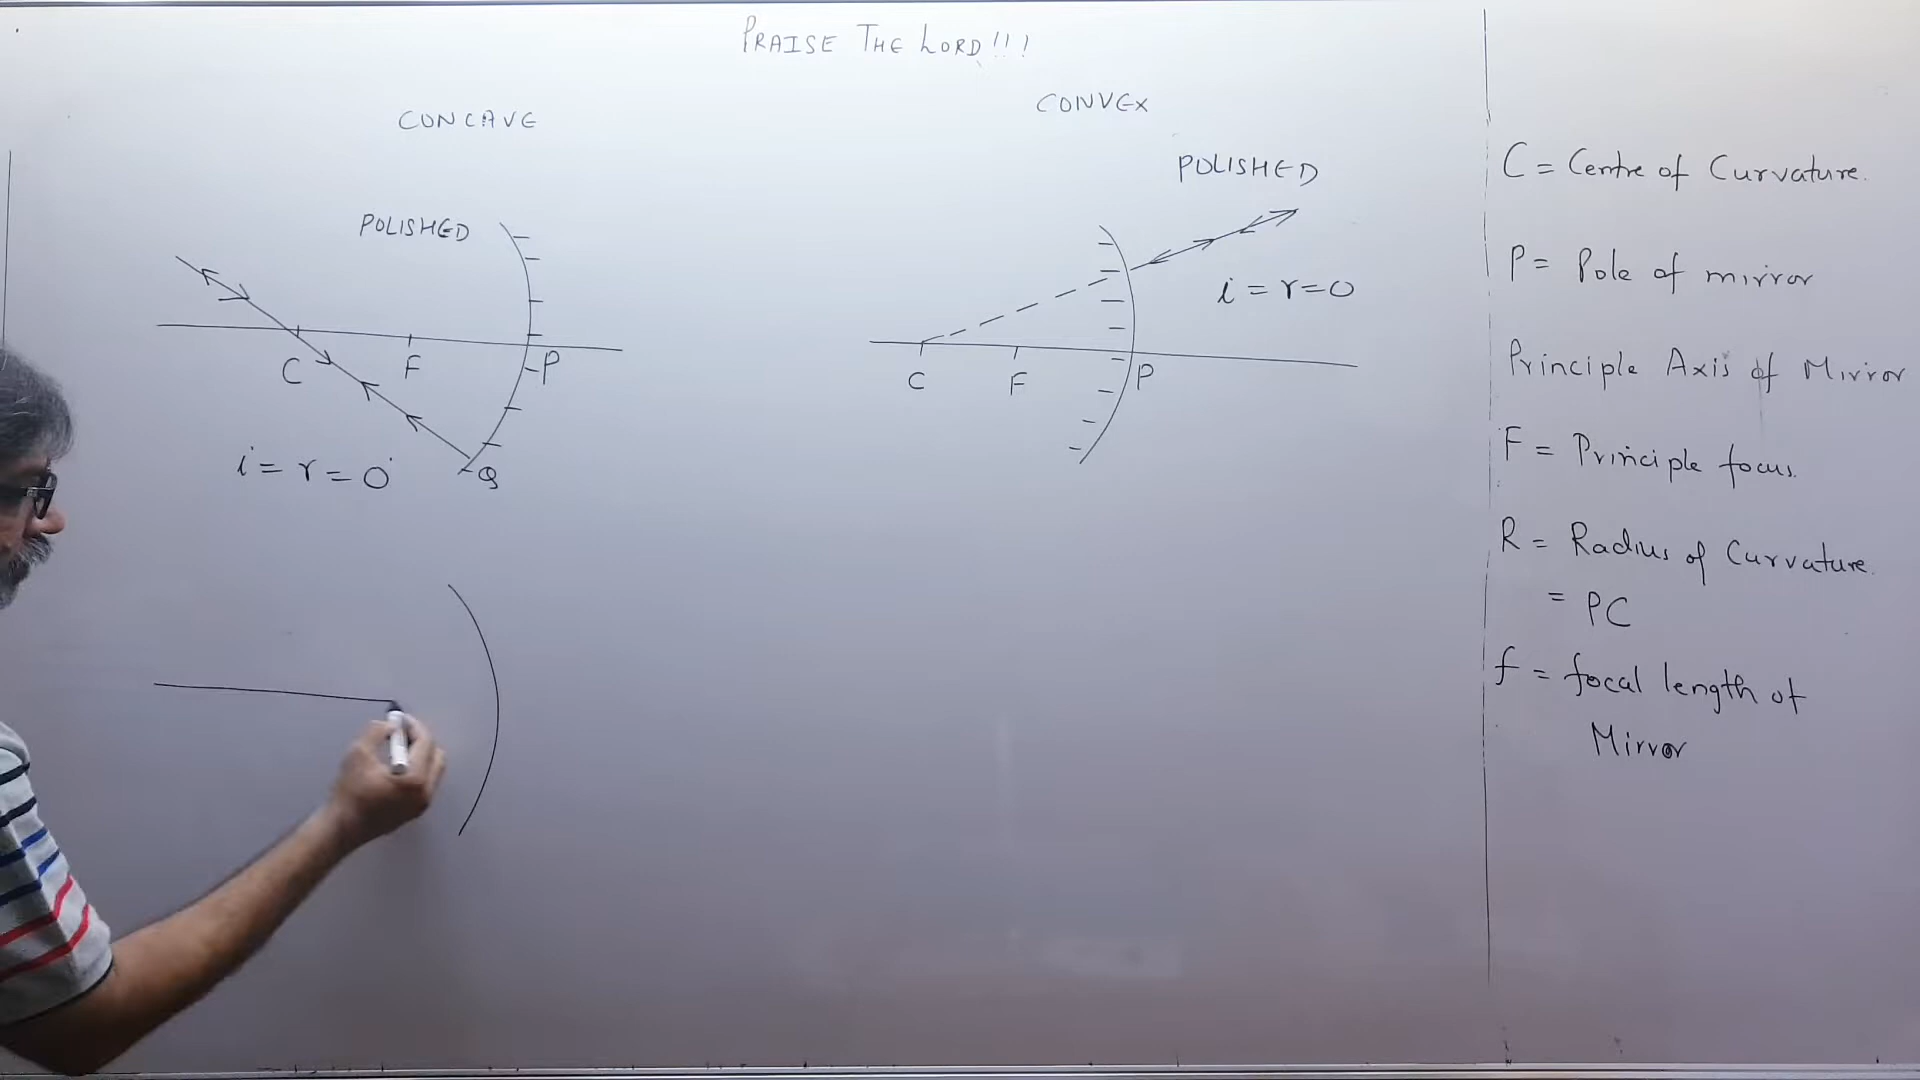 PRAISE THE LORD!!!
CONCAVE
POLISHED
C
F
P
i = r = 0
Q
CONVEX
POLISHED
i = r = 0
C
F
P
C = Centre of Curvature.
P = Pole of mirror
Principle Axis of Mirror
F = Principle focus.
R = Radius of Curvature.
= PC
f = focal length of
Mirror